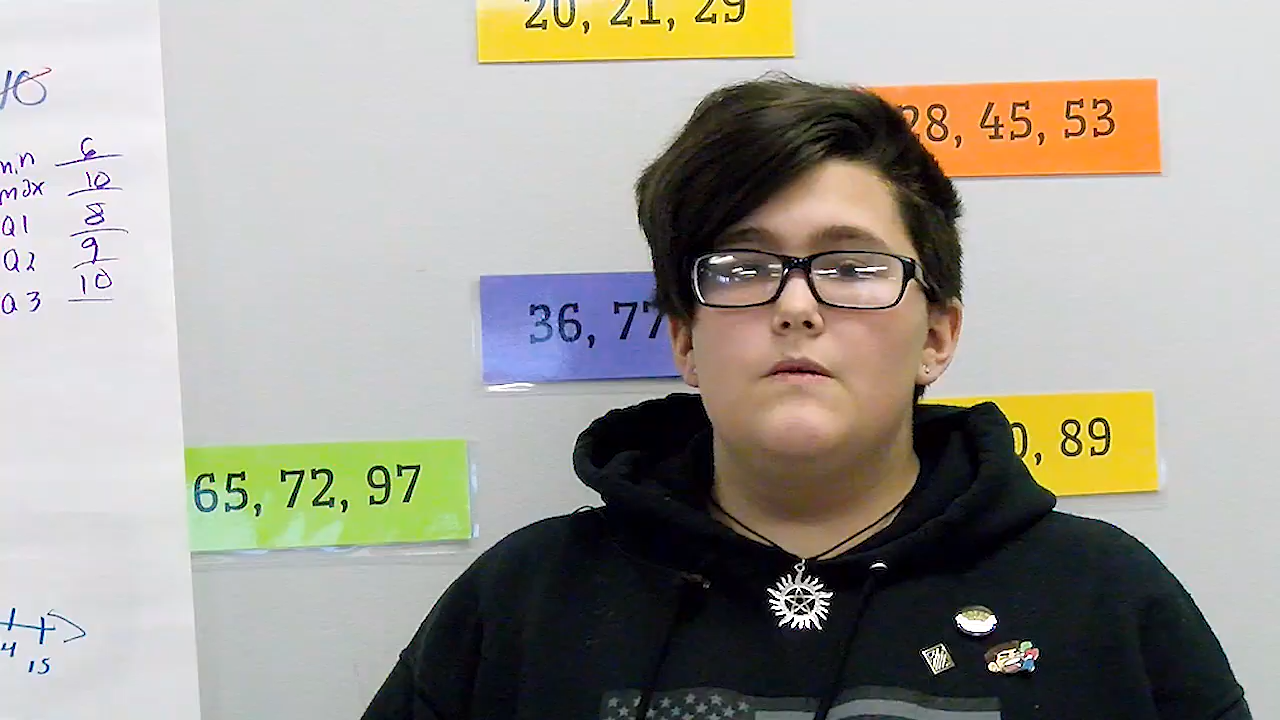 20, 21, 29
28, 45, 53
min 6
max 10
Q1 8
Q2 9
Q3 10
36, 77
0, 89
65, 72, 97
4 15